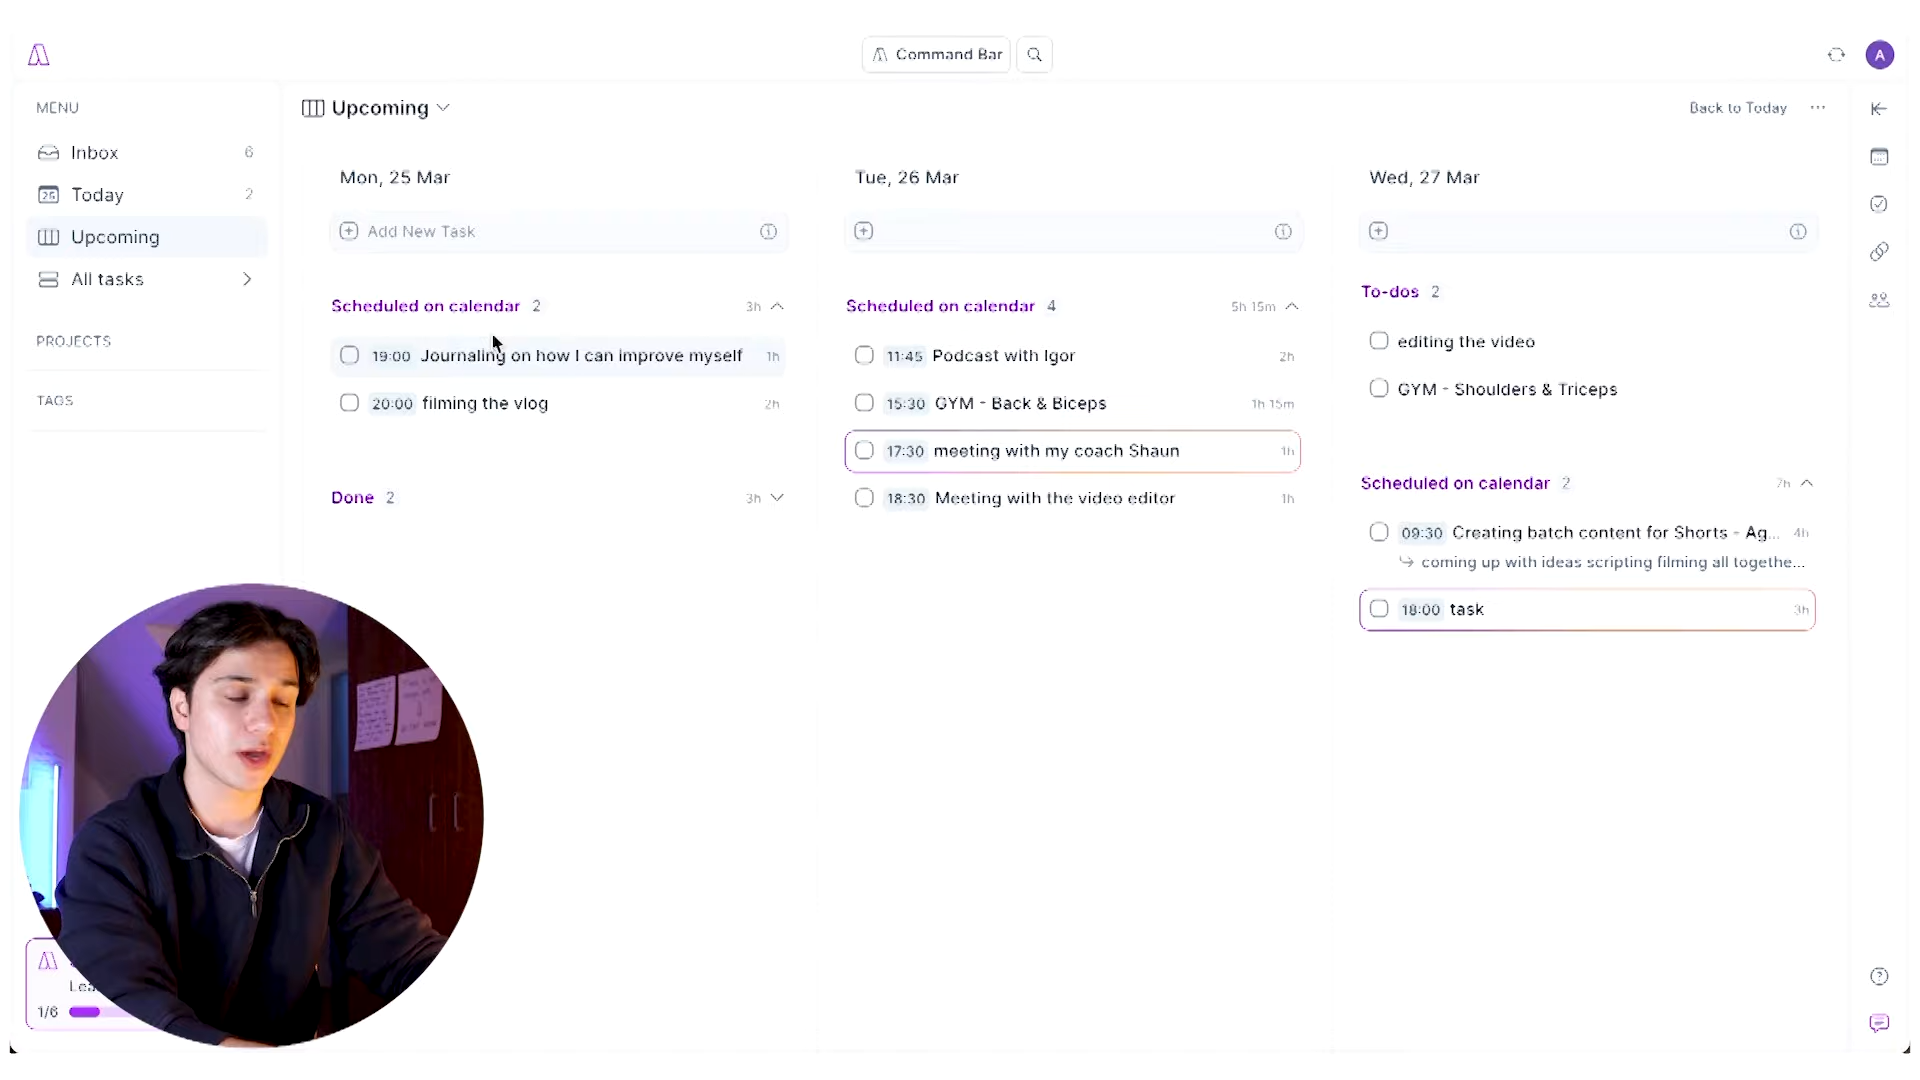 Command Bar
A
MENU
Inbox 6
25 Today 2
Upcoming
All tasks
PROJECTS
TAGS
Upcoming
Back to Today ...
Mon, 25 Mar
Add New Task
Scheduled on calendar 2 3h
19:00 Journaling on how I can improve myself 1h
20:00 filming the vlog 2h
Done 2 3h
Tue, 26 Mar
Scheduled on calendar 4 5h 15m
11:45 Podcast with Igor 2h
15:30 GYM - Back & Biceps 1h 15m
17:30 meeting with my coach Shaun 1h
18:30 Meeting with the video editor 1h
Wed, 27 Mar
To-dos 2
editing the video
GYM - Shoulders & Triceps
Scheduled on calendar 2 7h
09:30 Creating batch content for Shorts - Ag... 4h
coming up with ideas scripting filming all togethe...
18:00 task 3h
Lea
1/6